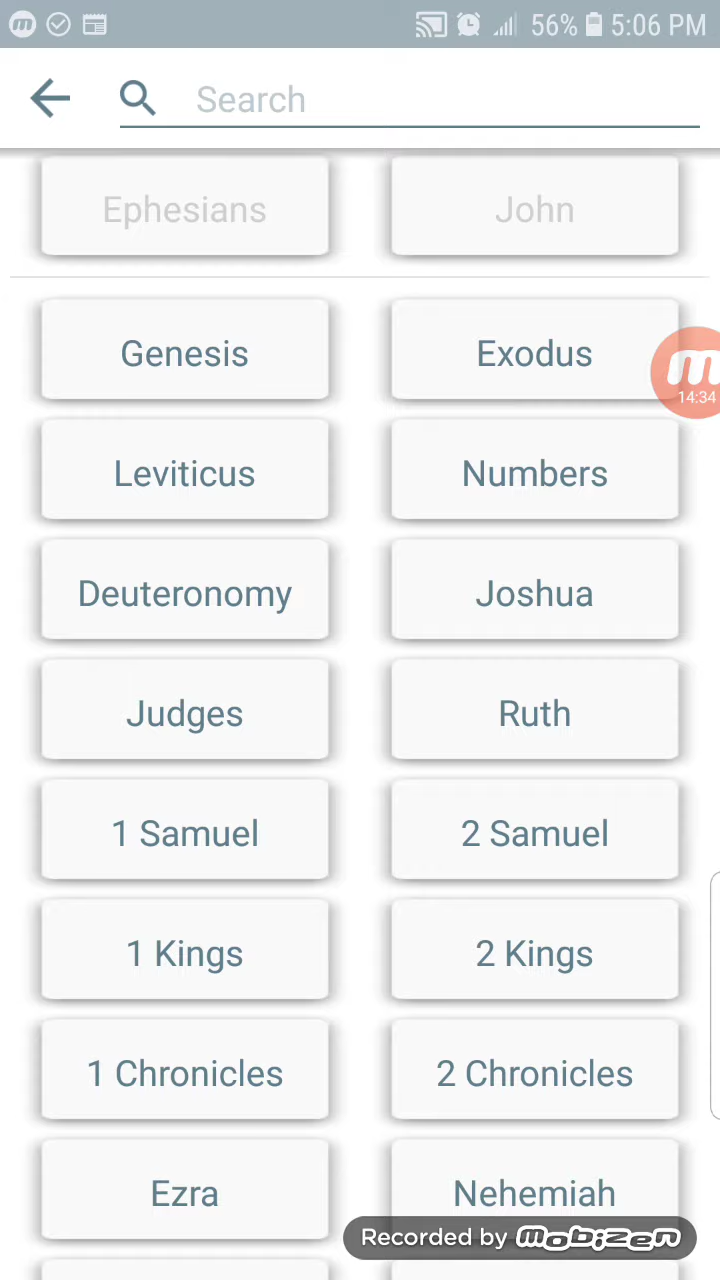 56% 5:06 PM
Search
Ephesians John
Genesis Exodus
14:34
Leviticus Numbers
Deuteronomy Joshua
Judges Ruth
1 Samuel 2 Samuel
1 Kings 2 Kings
1 Chronicles 2 Chronicles
Ezra Nehemiah
Recorded by mobizen